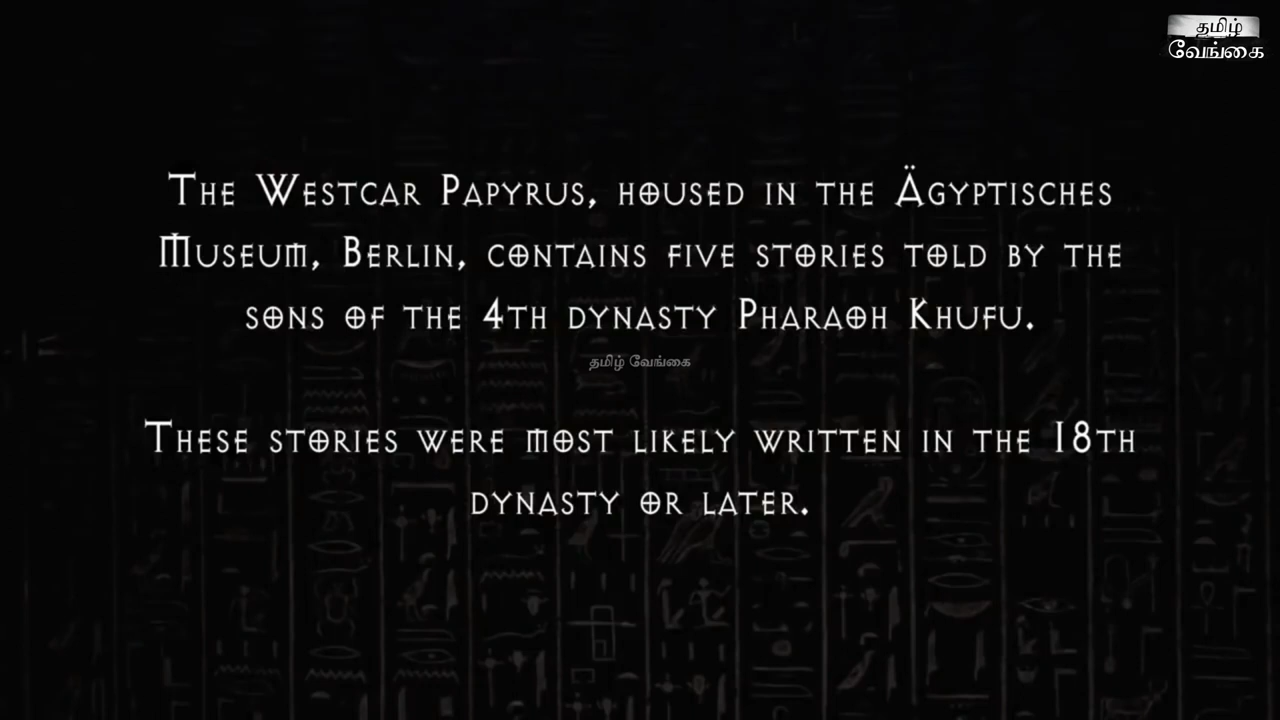 தமிழ்
வேங்கை
The Westcar Papyrus, housed in the Ägyptisches
Museum, Berlin, contains five stories told by the
sons of the 4th dynasty Pharaoh Khufu.
தமிழ் வேங்கை
These stories were most likely written in the 18th
dynasty or later.